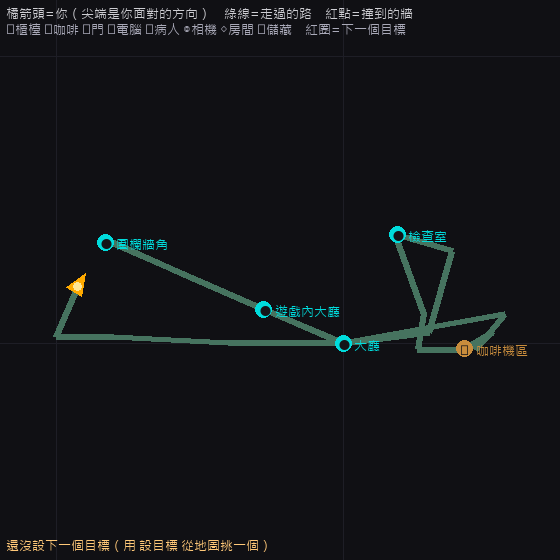 橘箭頭=你（尖端是你面對的方向） 綠線=走過的路 紅點=撞到的牆
櫃檯 咖啡 門 電腦 病人 相機 ◇房間 儲藏 紅圈=下一個目標
檢查室
圍欄牆角
遊戲內大廳
大廳
咖啡機區
還沒設下一個目標（用 設目標 從地圖挑一個）